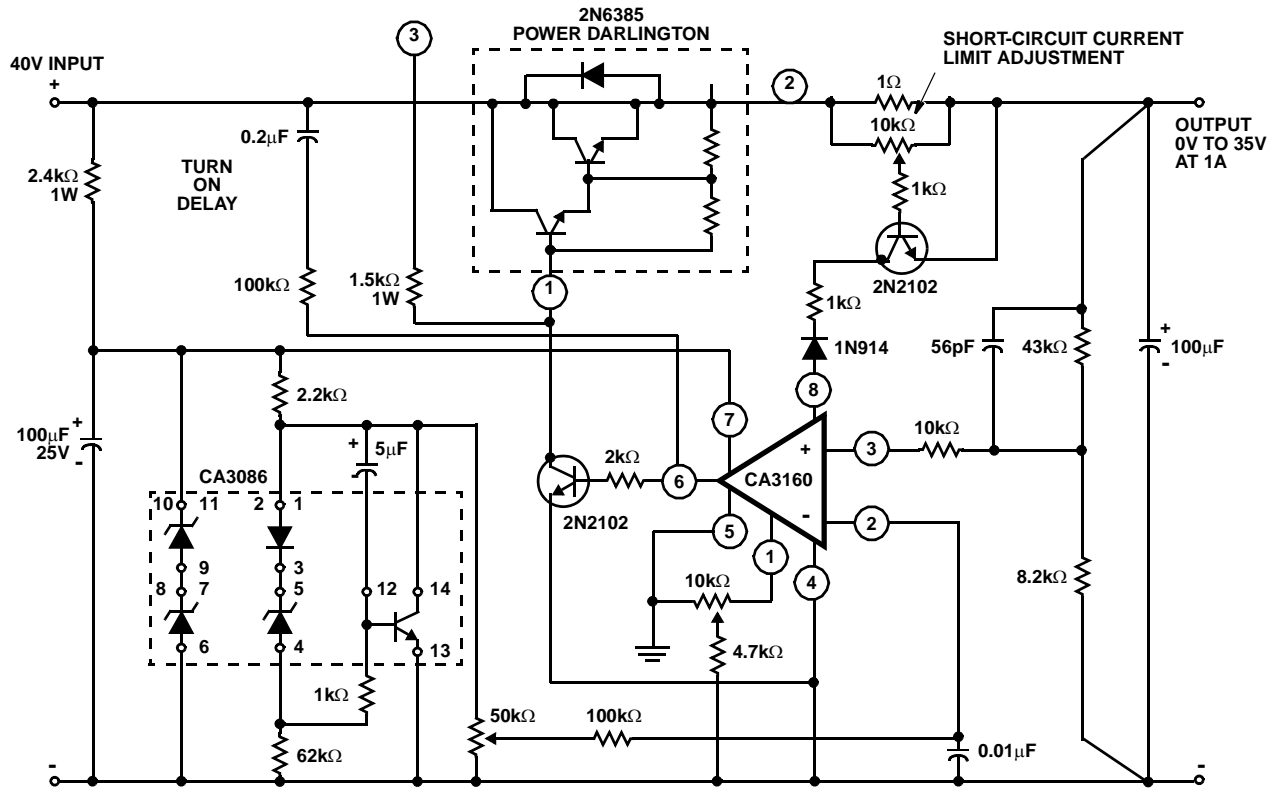 2N6385
POWER DARLINGTON
3
SHORT-CIRCUIT CURRENT
LIMIT ADJUSTMENT
40V INPUT
+
2
1Ω
10kΩ
OUTPUT
0V TO 35V
AT 1A
0.2μF
TURN
ON
DELAY
2.4kΩ
1W
1kΩ
100kΩ
1.5kΩ
1W
1
2N2102
1kΩ
1N914
56pF
43kΩ
+
100μF
-
2.2kΩ
8
7
100μF
25V
+
-
+
5μF
10kΩ
CA3086
2kΩ
6
+
CA3160
-
3
2N2102
2
10
11
2
1
5
1
4
9
3
8
7
5
12
14
10kΩ
8.2kΩ
6
4
13
4.7kΩ
1kΩ
50kΩ
100kΩ
62kΩ
0.01μF
-
-